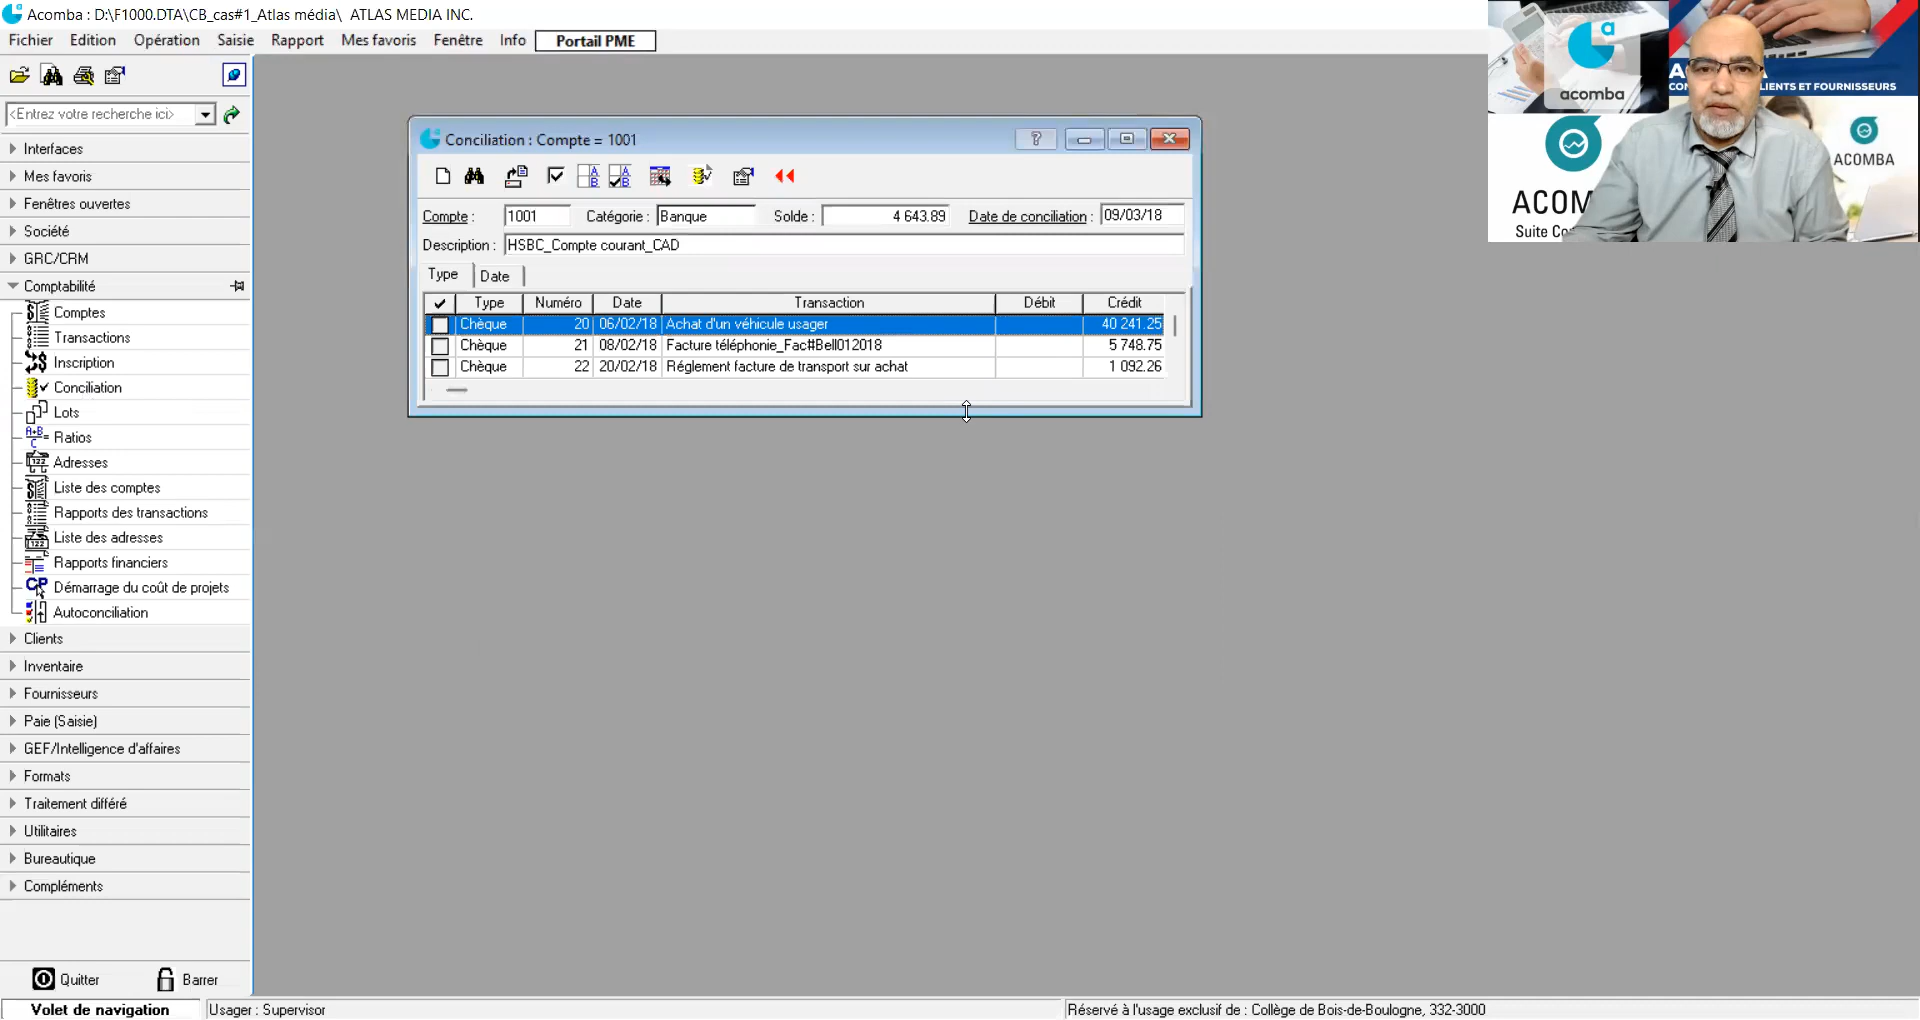 Acomba : D:\F1000.DTA\CB_cas#1_Atlas média\ ATLAS MEDIA INC.
Fichier Edition Opération Saisie Rapport Mes favoris Fenêtre Info Portail PME
<Entrez votre recherche ici>
Interfaces
Mes favoris
Fenêtres ouvertes
Société
GRC/CRM
Comptabilité
Comptes
Transactions
Inscription
Conciliation
Lots
Ratios
Adresses
Liste des comptes
Rapports des transactions
Liste des adresses
Rapports financiers
Démarrage du coût de projets
Autoconciliation
Clients
Inventaire
Fournisseurs
Paie (Saisie)
GEF/Intelligence d'affaires
Formats
Traitement différé
Utilitaires
Bureautique
Compléments
Quitter Barrer
Conciliation : Compte = 1001
Compte : 1001 Catégorie : Banque Solde : 4 643.89 Date de conciliation : 09/03/18
Description : HSBC_Compte courant_CAD
Type Date
Type Numéro Date Transaction Débit Crédit
Chèque 20 06/02/18 Achat d'un véhicule usager 40 241.25
Chèque 21 08/02/18 Facture téléphonie_Fac#Bell012018 5 748.75
Chèque 22 20/02/18 Réglement facture de transport sur achat 1 092.26
acomba
LIENTS ET FOURNISSEURS
ACOMBA
Suite
Volet de navigation Usager : Supervisor Réservé à l'usage exclusif de : Collège de Bois-de-Boulogne, 332-3000